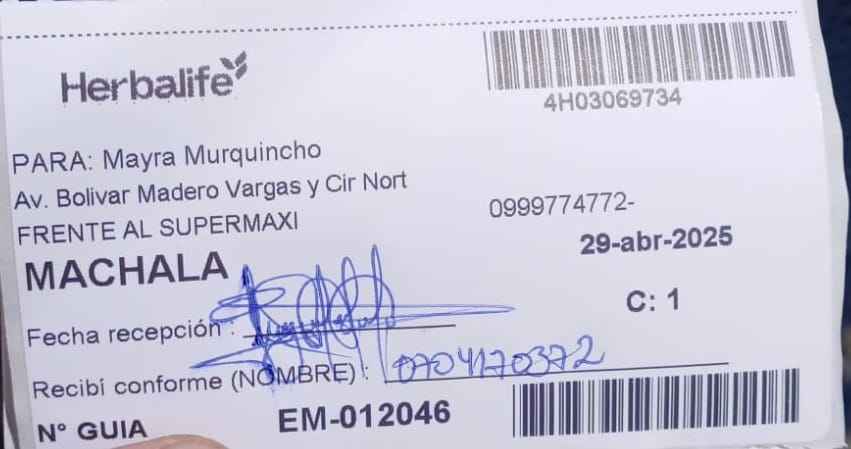 Herbalife
4H03069734
PARA: Mayra Murquincho
Av. Bolivar Madero Vargas y Cir Nort
FRENTE AL SUPERMAXI
0999774772-
MACHALA
29-abr-2025
C: 1
Fecha recepción :
Recibí conforme (NOMBRE) : 0704170372
N° GUIA EM-012046